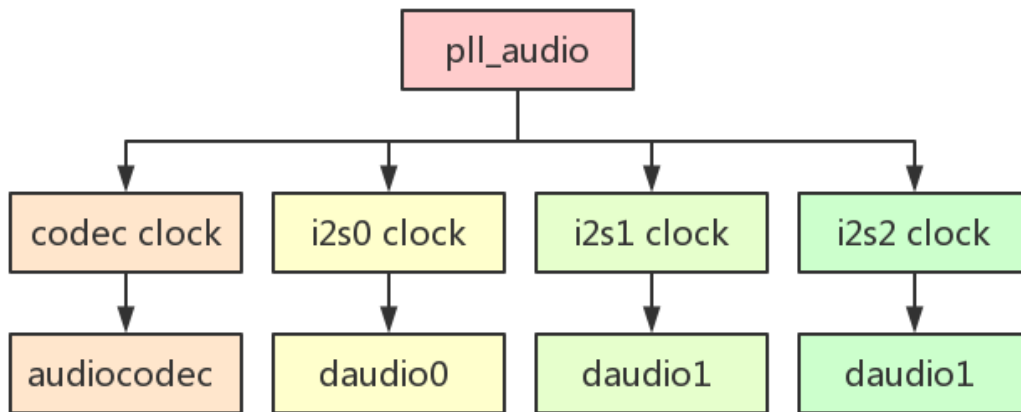 pll_audio
codec clock
i2s0 clock
i2s1 clock
i2s2 clock
audiocodec
daudio0
daudio1
daudio1